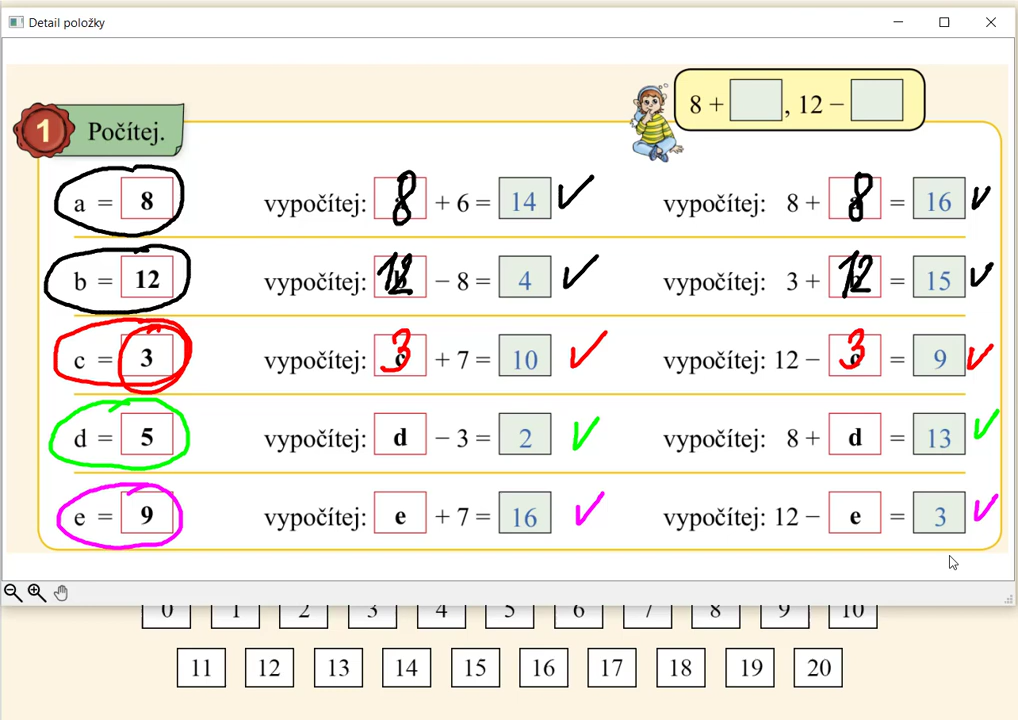 Detail položky
8 + , 12 −
1 Počítej.
a = 8 vypočítej: 8 + 6 = 14 ✓ vypočítej: 8 + 8 = 16 ✓
b = 12 vypočítej: 12 − 8 = 4 ✓ vypočítej: 3 + 12 = 15 ✓
c = 3 vypočítej: 3 + 7 = 10 ✓ vypočítej: 12 − 3 = 9 ✓
d = 5 vypočítej: d − 3 = 2 ✓ vypočítej: 8 + d = 13 ✓
e = 9 vypočítej: e + 7 = 16 ✓ vypočítej: 12 − e = 3 ✓
0 1 2 3 4 5 6 7 8 9 10
11 12 13 14 15 16 17 18 19 20